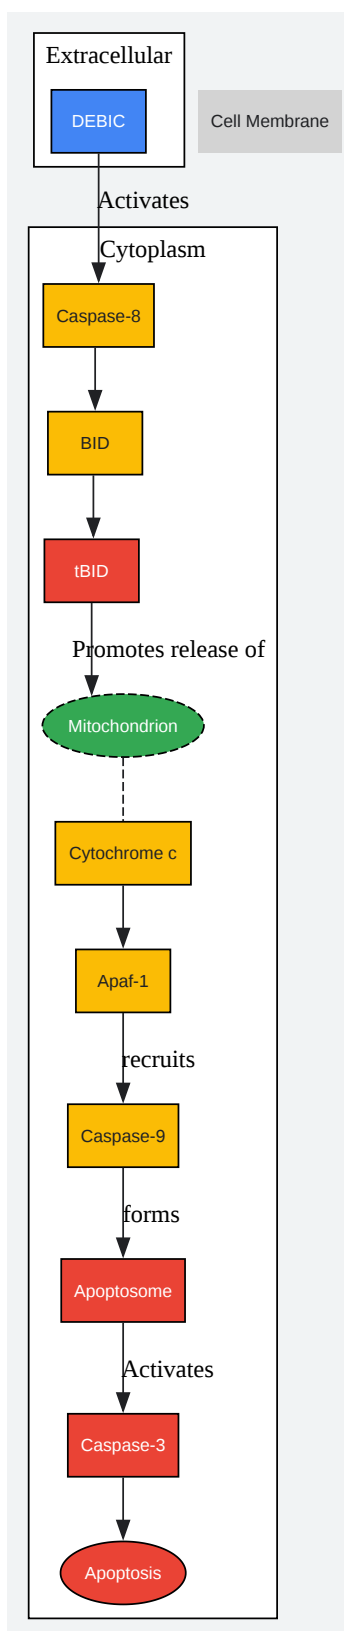 Extracellular
DEBIC
Cell Membrane
Activates
Cytoplasm
Caspase-8
BID
tBID
Promotes release of
Mitochondrion
Cytochrome c
Apaf-1
recruits
Caspase-9
forms
Apoptosome
Activates
Caspase-3
Apoptosis